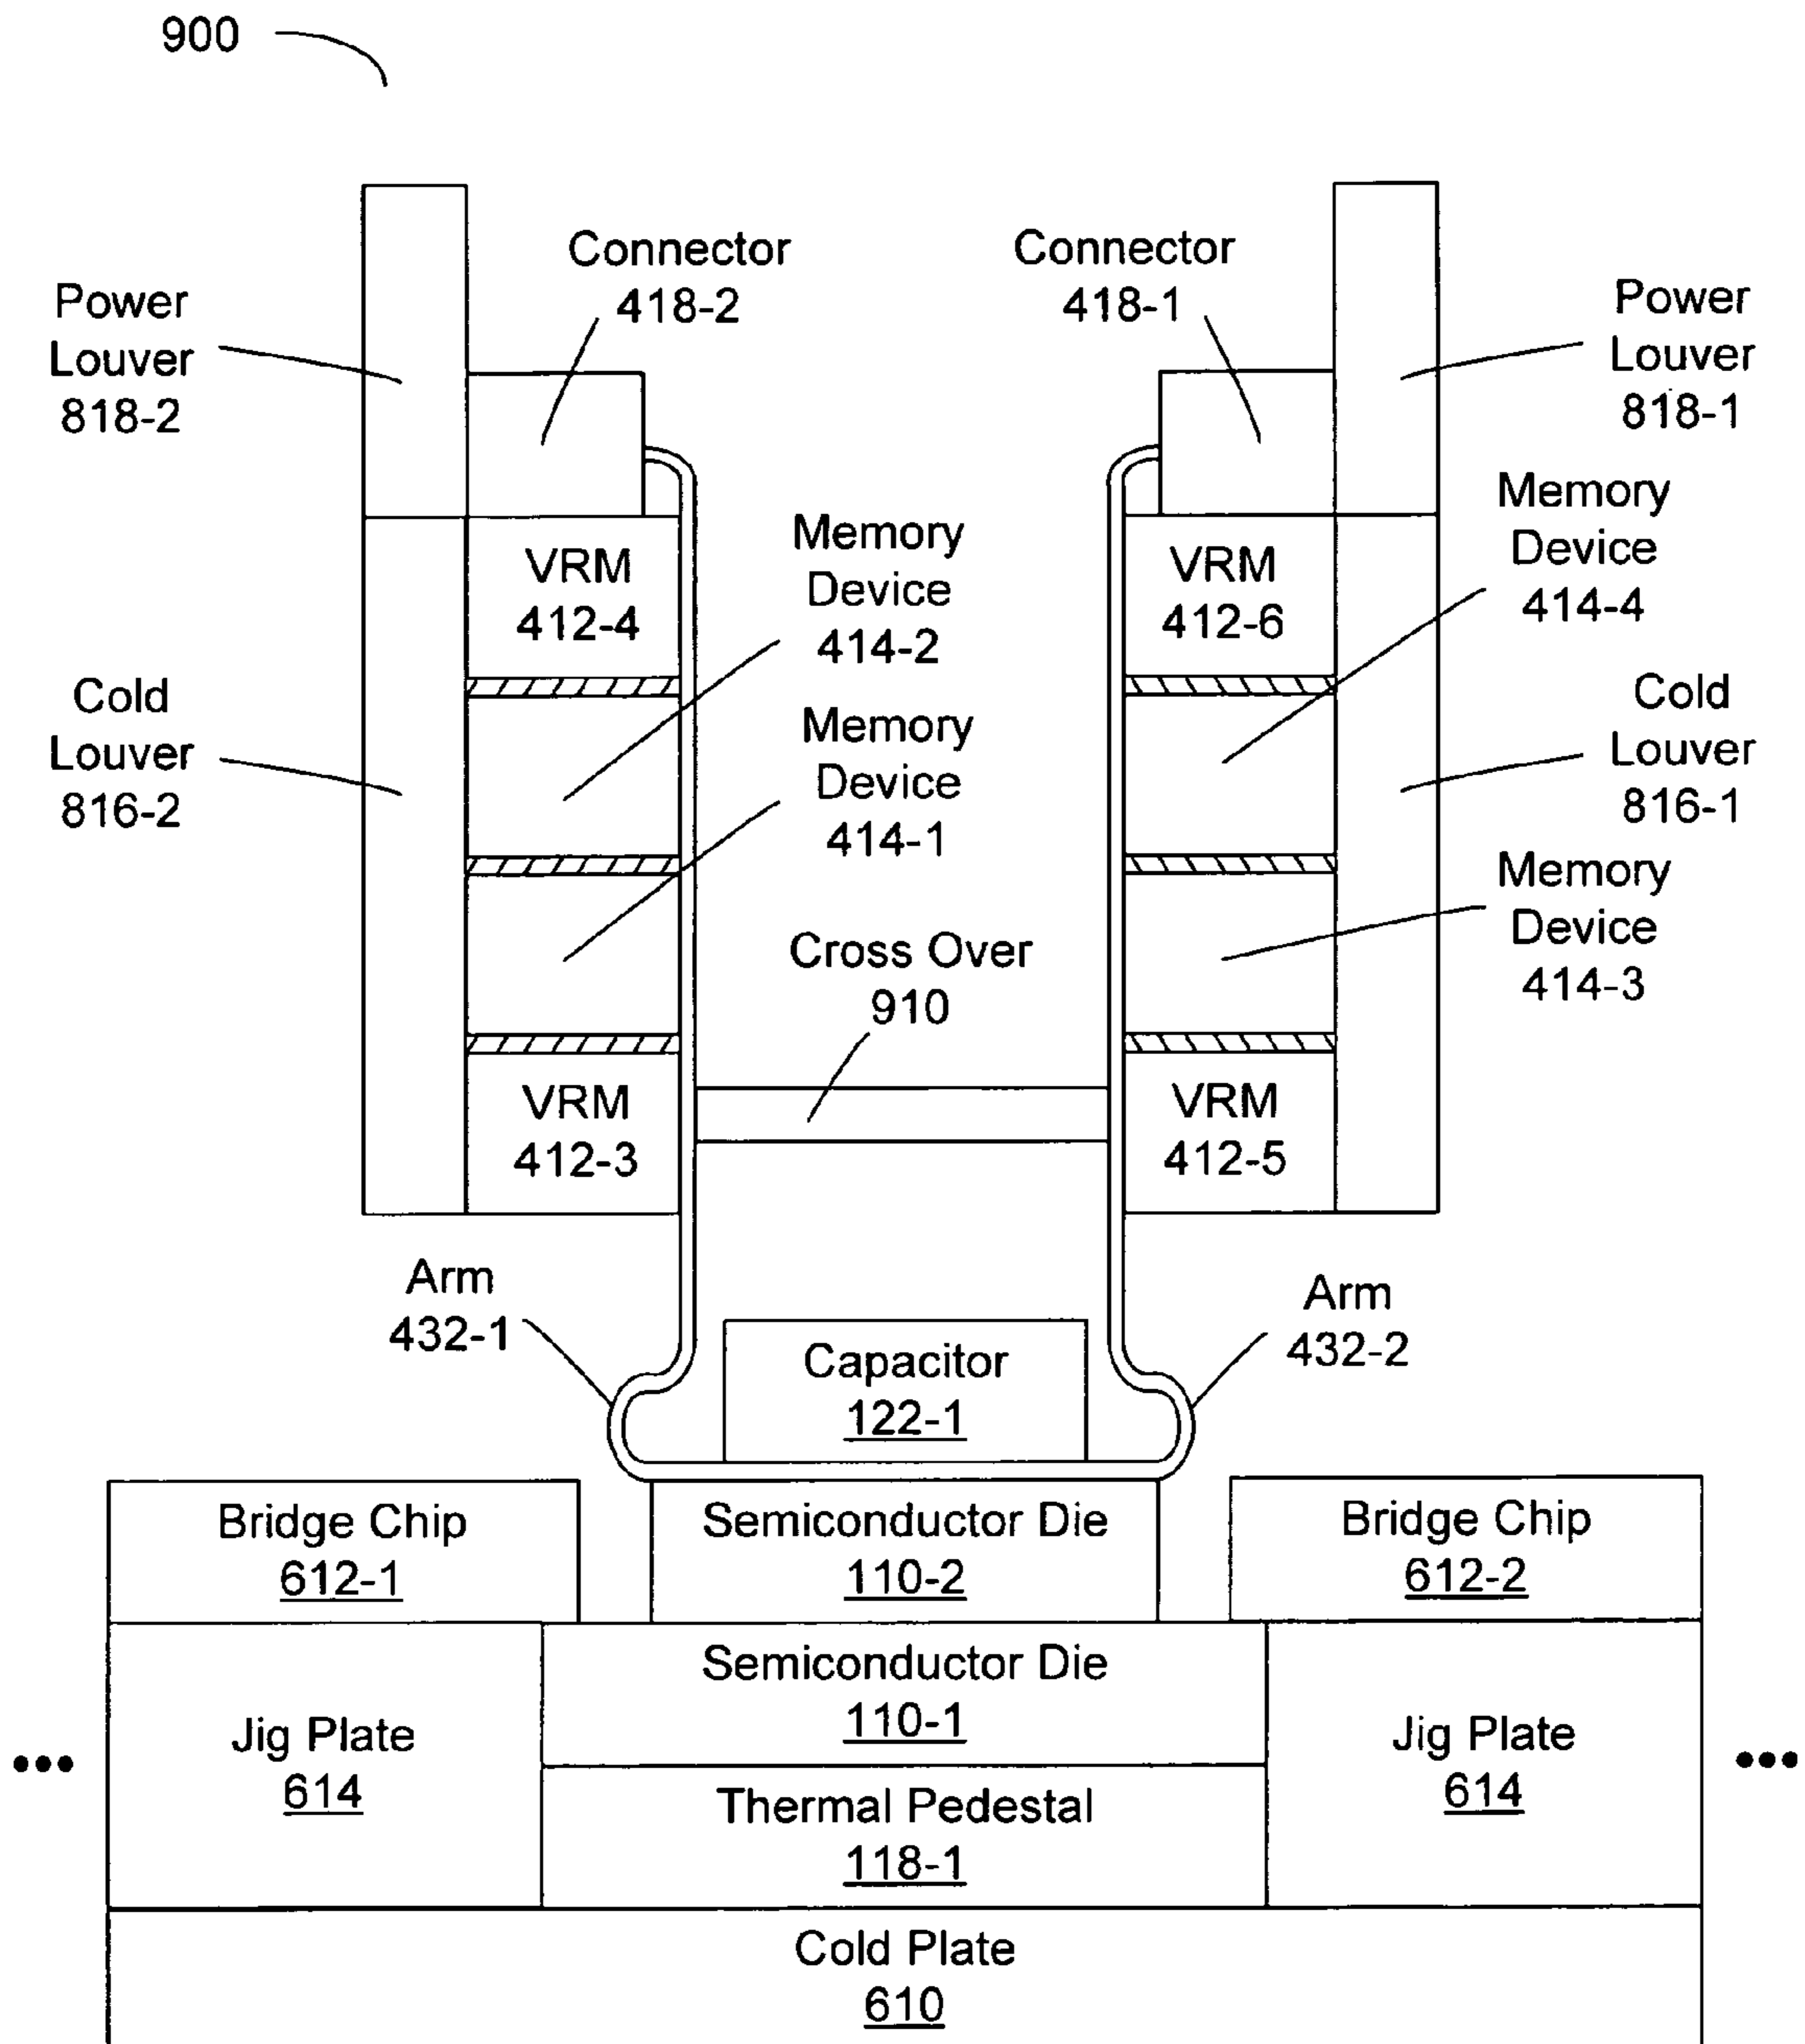 900
Connector
418-2
Connector
418-1
Power
Louver
818-2
Power
Louver
818-1
Memory
Device
414-4
Memory
Device
414-2
VRM
412-4
VRM
412-6
Cold
Louver
816-2
Cold
Louver
816-1
Memory
Device
414-1
Memory
Device
414-3
Cross Over
910
VRM
412-3
VRM
412-5
Arm
432-1
Arm
432-2
Capacitor
122-1
Bridge Chip
612-1
Semiconductor Die
110-2
Bridge Chip
612-2
Semiconductor Die
110-1
Jig Plate
614
Jig Plate
614
•••
•••
Thermal Pedestal
118-1
Cold Plate
610